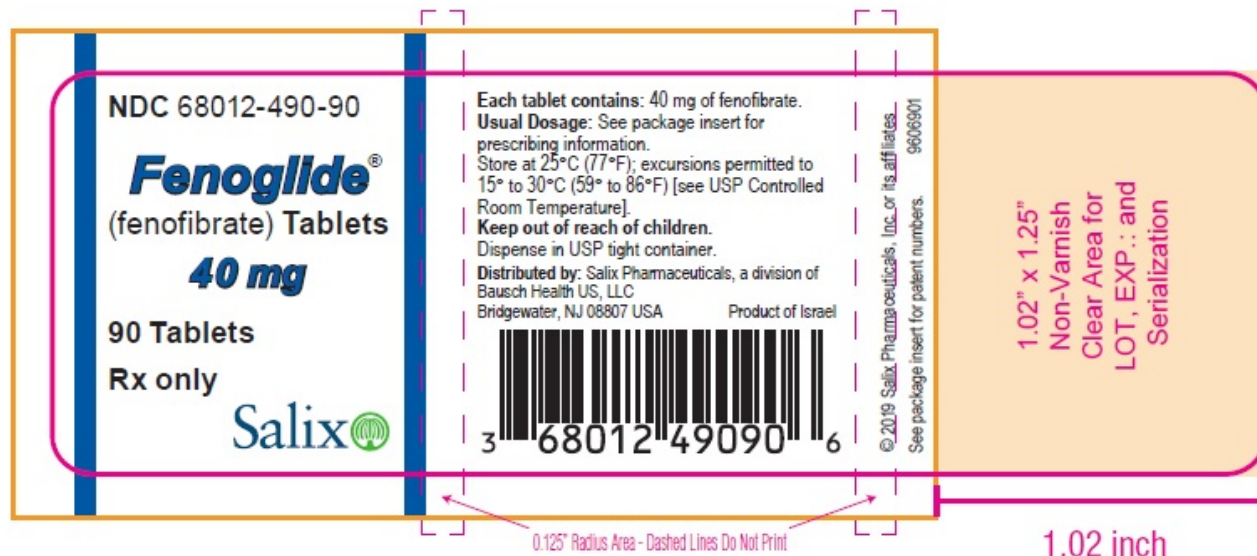 NDC 68012-490-90
Fenoglide®
(fenofibrate) Tablets
40 mg
90 Tablets
Rx only
Salix
Each tablet contains: 40 mg of fenofibrate.
Usual Dosage: See package insert for
prescribing information.
Store at 25°C (77°F); excursions permitted to
15° to 30°C (59° to 86°F) [see USP Controlled
Room Temperature].
Keep out of reach of children.
Dispense in USP tight container.
Distributed by: Salix Pharmaceuticals, a division of
Bausch Health US, LLC
Bridgewater, NJ 08807 USA Product of Israel
3 68012 49090 6
© 2019 Salix Pharmaceuticals, Inc. or its affiliates
See package insert for patent numbers. 9606901
1.02" x 1.25"
Non-Varnish
Clear Area for
LOT, EXP.: and
Serialization
0.125" Radius Area - Dashed Lines Do Not Print
1.02 inch